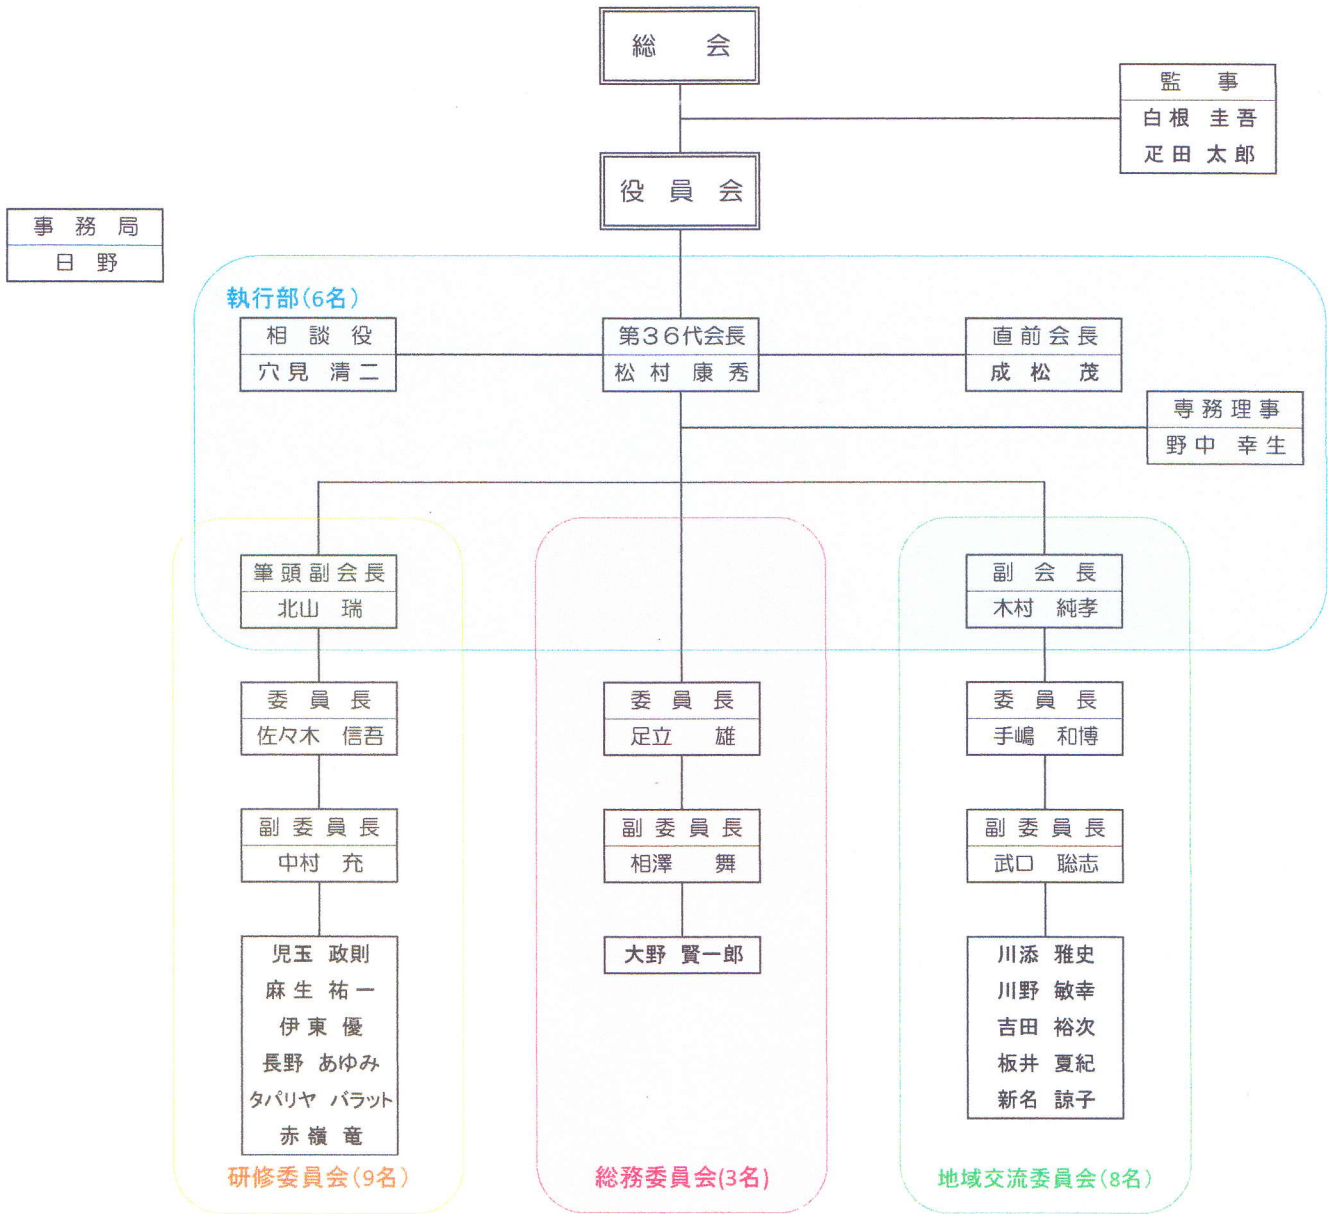 総　会
監　事
白根 圭吾
疋田 太郎
役 員 会
事 務 局
日 野
執行部(6名)
相 談 役
穴見 清二
第36代会長
松村 康秀
直前会長
成松 茂
専務理事
野中 幸生
筆頭副会長
北山 瑞
副 会 長
木村 純孝
委 員 長
佐々木 信吾
委 員 長
足立 雄
委 員 長
手嶋 和博
副 委 員 長
中村 充
副 委 員 長
相澤 舞
副 委 員 長
武口 聡志
児玉 政則
麻生 祐一
伊東 優
長野 あゆみ
タパリヤ バラット
赤嶺 竜
大野 賢一郎
川添 雅史
川野 敏幸
吉田 裕次
板井 夏紀
新名 諒子
研修委員会(9名)
総務委員会(3名)
地域交流委員会(8名)